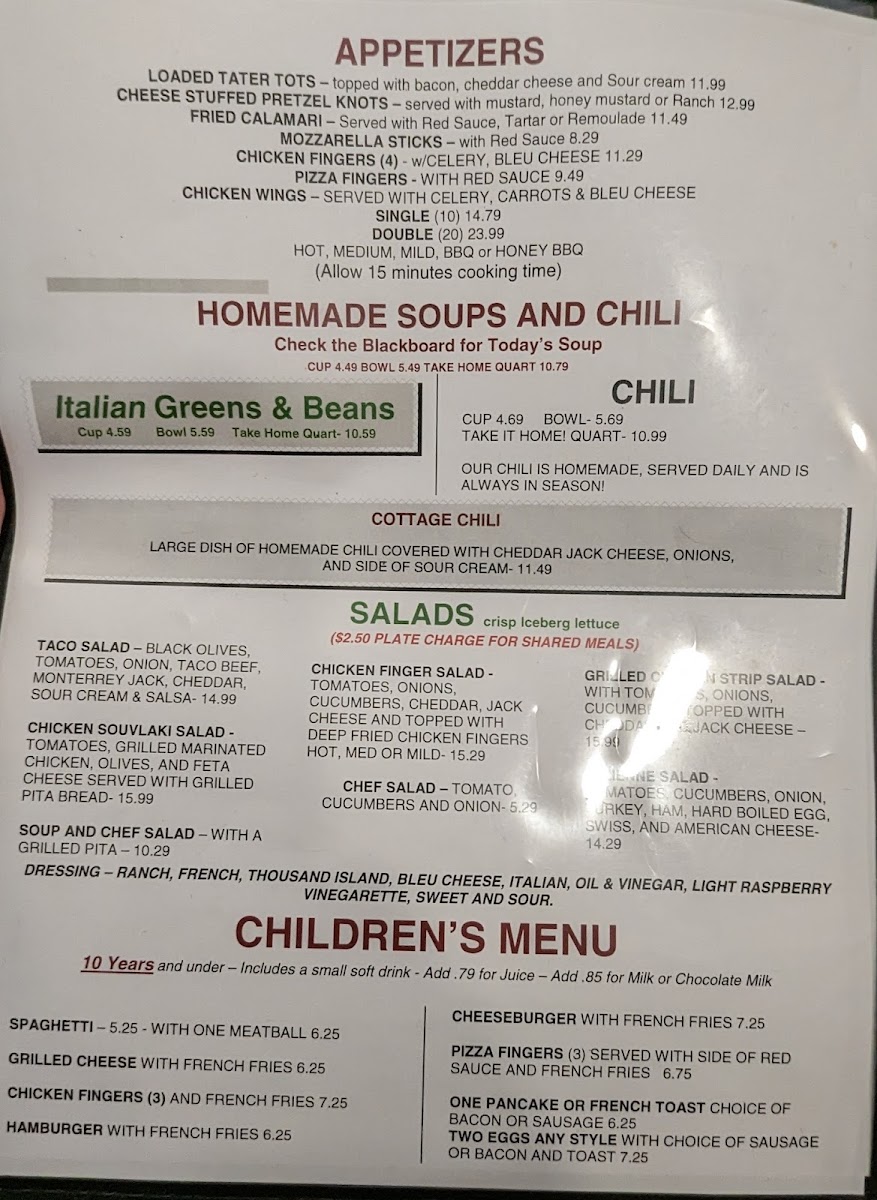 APPETIZERS
LOADED TATER TOTS – topped with bacon, cheddar cheese and Sour cream 11.99
CHEESE STUFFED PRETZEL KNOTS – served with mustard, honey mustard or Ranch 12.99
FRIED CALAMARI – Served with Red Sauce, Tartar or Remoulade 11.49
MOZZARELLA STICKS – with Red Sauce 8.29
CHICKEN FINGERS (4) - w/CELERY, BLEU CHEESE 11.29
PIZZA FINGERS - WITH RED SAUCE 9.49
CHICKEN WINGS – SERVED WITH CELERY, CARROTS & BLEU CHEESE
SINGLE (10) 14.79
DOUBLE (20) 23.99
HOT, MEDIUM, MILD, BBQ or HONEY BBQ
(Allow 15 minutes cooking time)
HOMEMADE SOUPS AND CHILI
Check the Blackboard for Today's Soup
CUP 4.49 BOWL 5.49 TAKE HOME QUART 10.79
Italian Greens & Beans
Cup 4.59 Bowl 5.59 Take Home Quart- 10.59
CHILI
CUP 4.69 BOWL- 5.69
TAKE IT HOME! QUART- 10.99
OUR CHILI IS HOMEMADE, SERVED DAILY AND IS
ALWAYS IN SEASON!
COTTAGE CHILI
LARGE DISH OF HOMEMADE CHILI COVERED WITH CHEDDAR JACK CHEESE, ONIONS,
AND SIDE OF SOUR CREAM- 11.49
SALADS crisp Iceberg lettuce
($2.50 PLATE CHARGE FOR SHARED MEALS)
TACO SALAD – BLACK OLIVES,
TOMATOES, ONION, TACO BEEF,
MONTERREY JACK, CHEDDAR,
SOUR CREAM & SALSA- 14.99
CHICKEN SOUVLAKI SALAD -
TOMATOES, GRILLED MARINATED
CHICKEN, OLIVES, AND FETA
CHEESE SERVED WITH GRILLED
PITA BREAD- 15.99
SOUP AND CHEF SALAD – WITH A
GRILLED PITA – 10.29
CHICKEN FINGER SALAD -
TOMATOES, ONIONS,
CUCUMBERS, CHEDDAR, JACK
CHEESE AND TOPPED WITH
DEEP FRIED CHICKEN FINGERS
HOT, MED OR MILD- 15.29
CHEF SALAD – TOMATO,
CUCUMBERS AND ONION- 5.29
GRILLED STRIP SALAD -
WITH ONIONS,
TOPPED WITH
JACK CHEESE –
15.99
SALAD -
CUCUMBERS, ONION,
TURKEY, HAM, HARD BOILED EGG,
SWISS, AND AMERICAN CHEESE-
14.29
DRESSING – RANCH, FRENCH, THOUSAND ISLAND, BLEU CHEESE, ITALIAN, OIL & VINEGAR, LIGHT RASPBERRY
VINEGARETTE, SWEET AND SOUR.
CHILDREN'S MENU
10 Years and under – Includes a small soft drink - Add .79 for Juice – Add .85 for Milk or Chocolate Milk
SPAGHETTI – 5.25 - WITH ONE MEATBALL 6.25
GRILLED CHEESE WITH FRENCH FRIES 6.25
CHICKEN FINGERS (3) AND FRENCH FRIES 7.25
HAMBURGER WITH FRENCH FRIES 6.25
CHEESEBURGER WITH FRENCH FRIES 7.25
PIZZA FINGERS (3) SERVED WITH SIDE OF RED
SAUCE AND FRENCH FRIES 6.75
ONE PANCAKE OR FRENCH TOAST CHOICE OF
BACON OR SAUSAGE 6.25
TWO EGGS ANY STYLE WITH CHOICE OF SAUSAGE
OR BACON AND TOAST 7.25